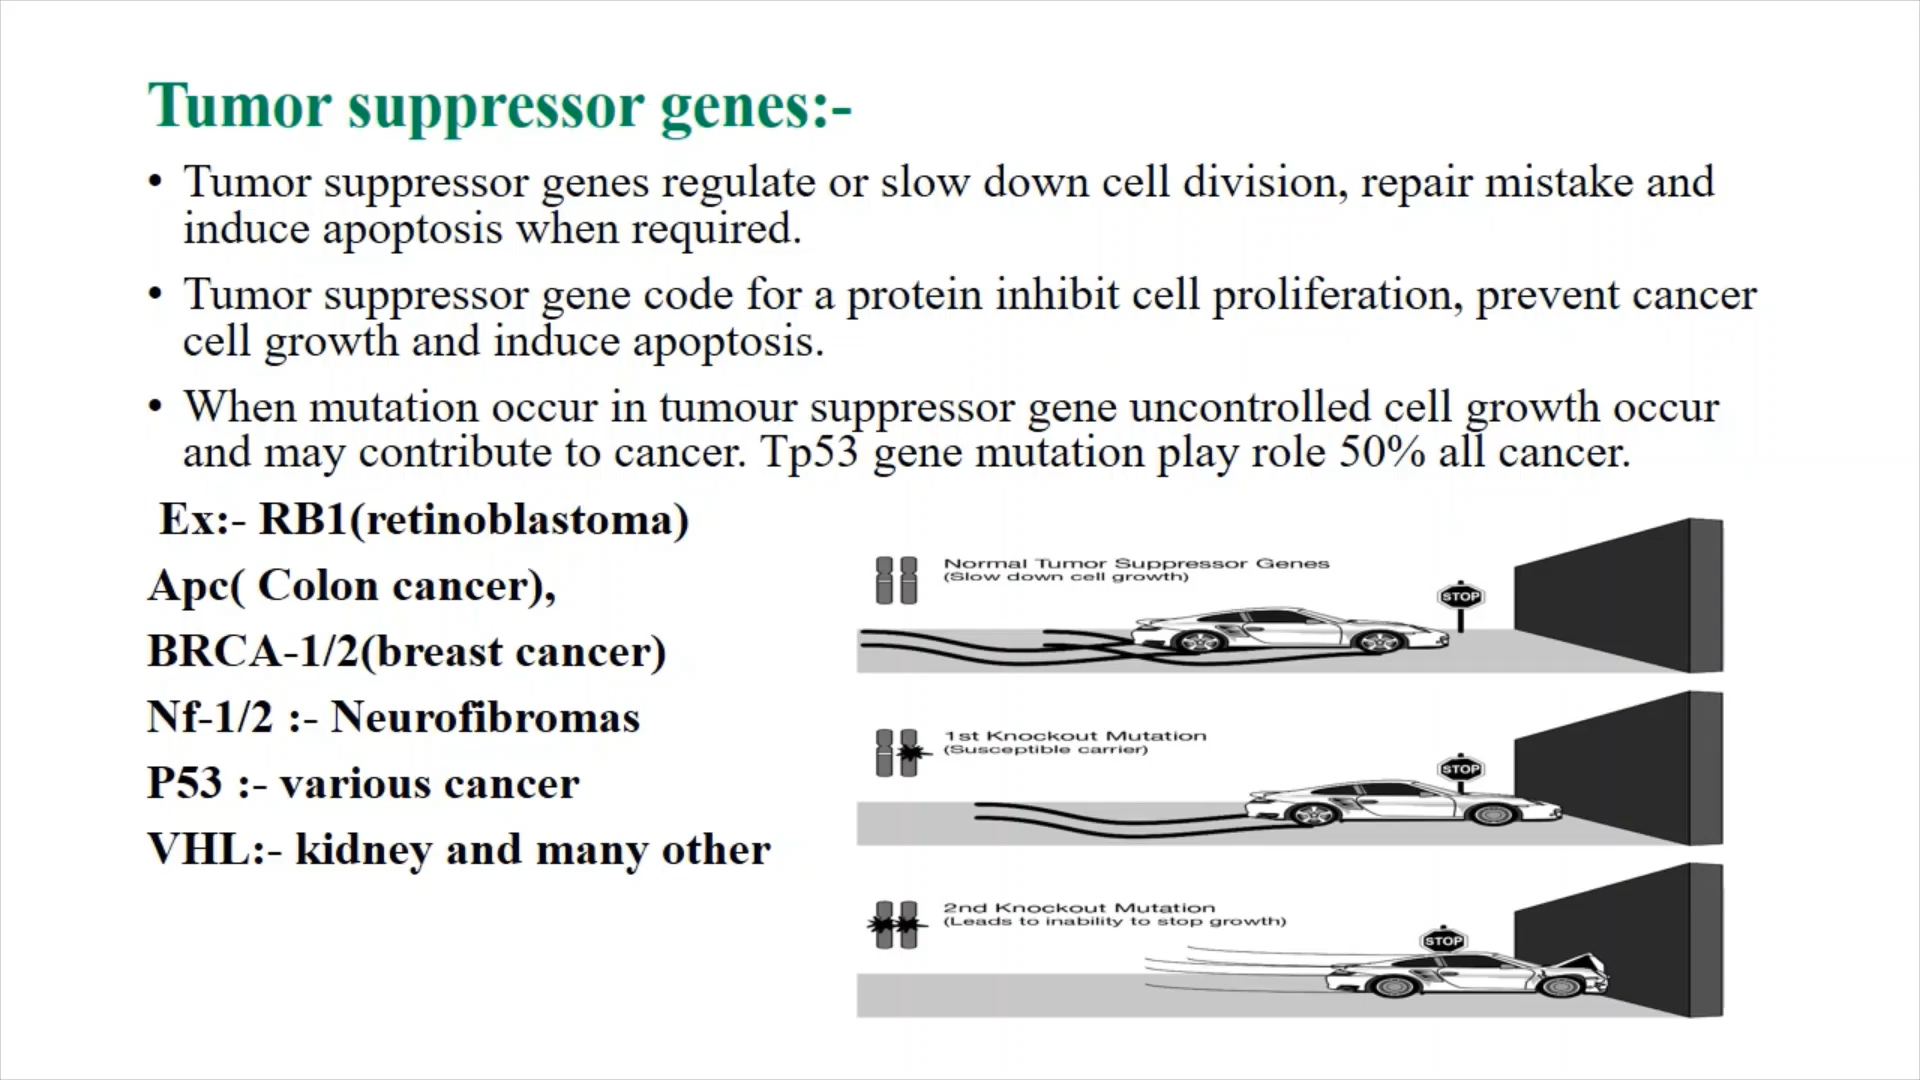 Tumor suppressor genes:-
• Tumor suppressor genes regulate or slow down cell division, repair mistake and
induce apoptosis when required.
• Tumor suppressor gene code for a protein inhibit cell proliferation, prevent cancer
cell growth and induce apoptosis.
• When mutation occur in tumour suppressor gene uncontrolled cell growth occur
and may contribute to cancer. Tp53 gene mutation play role 50% all cancer.
Ex:- RB1(retinoblastoma)
Apc( Colon cancer),
BRCA-1/2(breast cancer)
Nf-1/2 :- Neurofibromas
P53 :- various cancer
VHL:- kidney and many other
Normal Tumor Suppressor Genes
(Slow down cell growth)
STOP
1st Knockout Mutation
(Susceptible carrier)
STOP
2nd Knockout Mutation
(Leads to inability to stop growth)
STOP